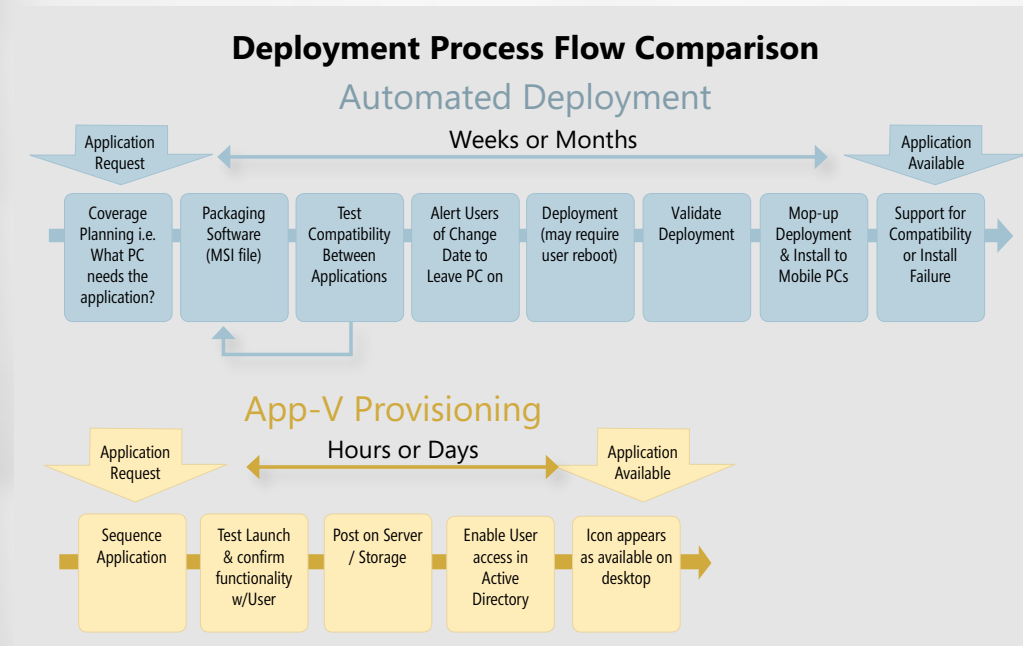 Deployment Process Flow Comparison
Automated Deployment
Weeks or Months
Application
Request
Application
Available
Coverage
Planning i.e.
What PC
needs the
application?
Packaging
Software
(MSI file)
Test
Compatibility
Between
Applications
Alert Users
of Change
Date to
Leave PC on
Deployment
(may require
user reboot)
Validate
Deployment
Mop-up
Deployment
& Install to
Mobile PCs
Support for
Compatibility
or Install
Failure
App-V Provisioning
Hours or Days
Application
Request
Application
Available
Sequence
Application
Test Launch
& confirm
functionality
w/User
Post on Server
/ Storage
Enable User
access in
Active
Directory
Icon appears
as available on
desktop